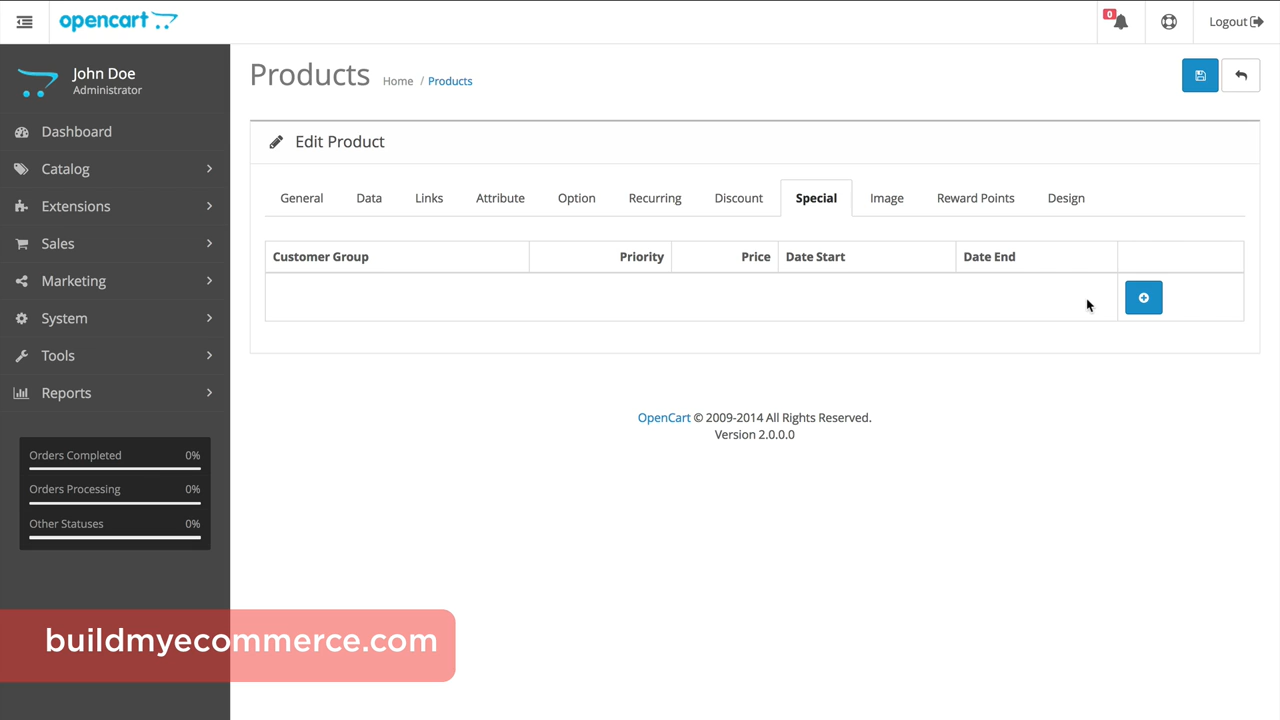 opencart
0
Logout
John Doe
Administrator
Dashboard
Catalog
Extensions
Sales
Marketing
System
Tools
Reports
Orders Completed 0%
Orders Processing 0%
Other Statuses 0%
Products Home / Products
Edit Product
General Data Links Attribute Option Recurring Discount Special Image Reward Points Design
Customer Group Priority Price Date Start Date End
OpenCart © 2009-2014 All Rights Reserved.
Version 2.0.0.0
buildmyecommerce.com